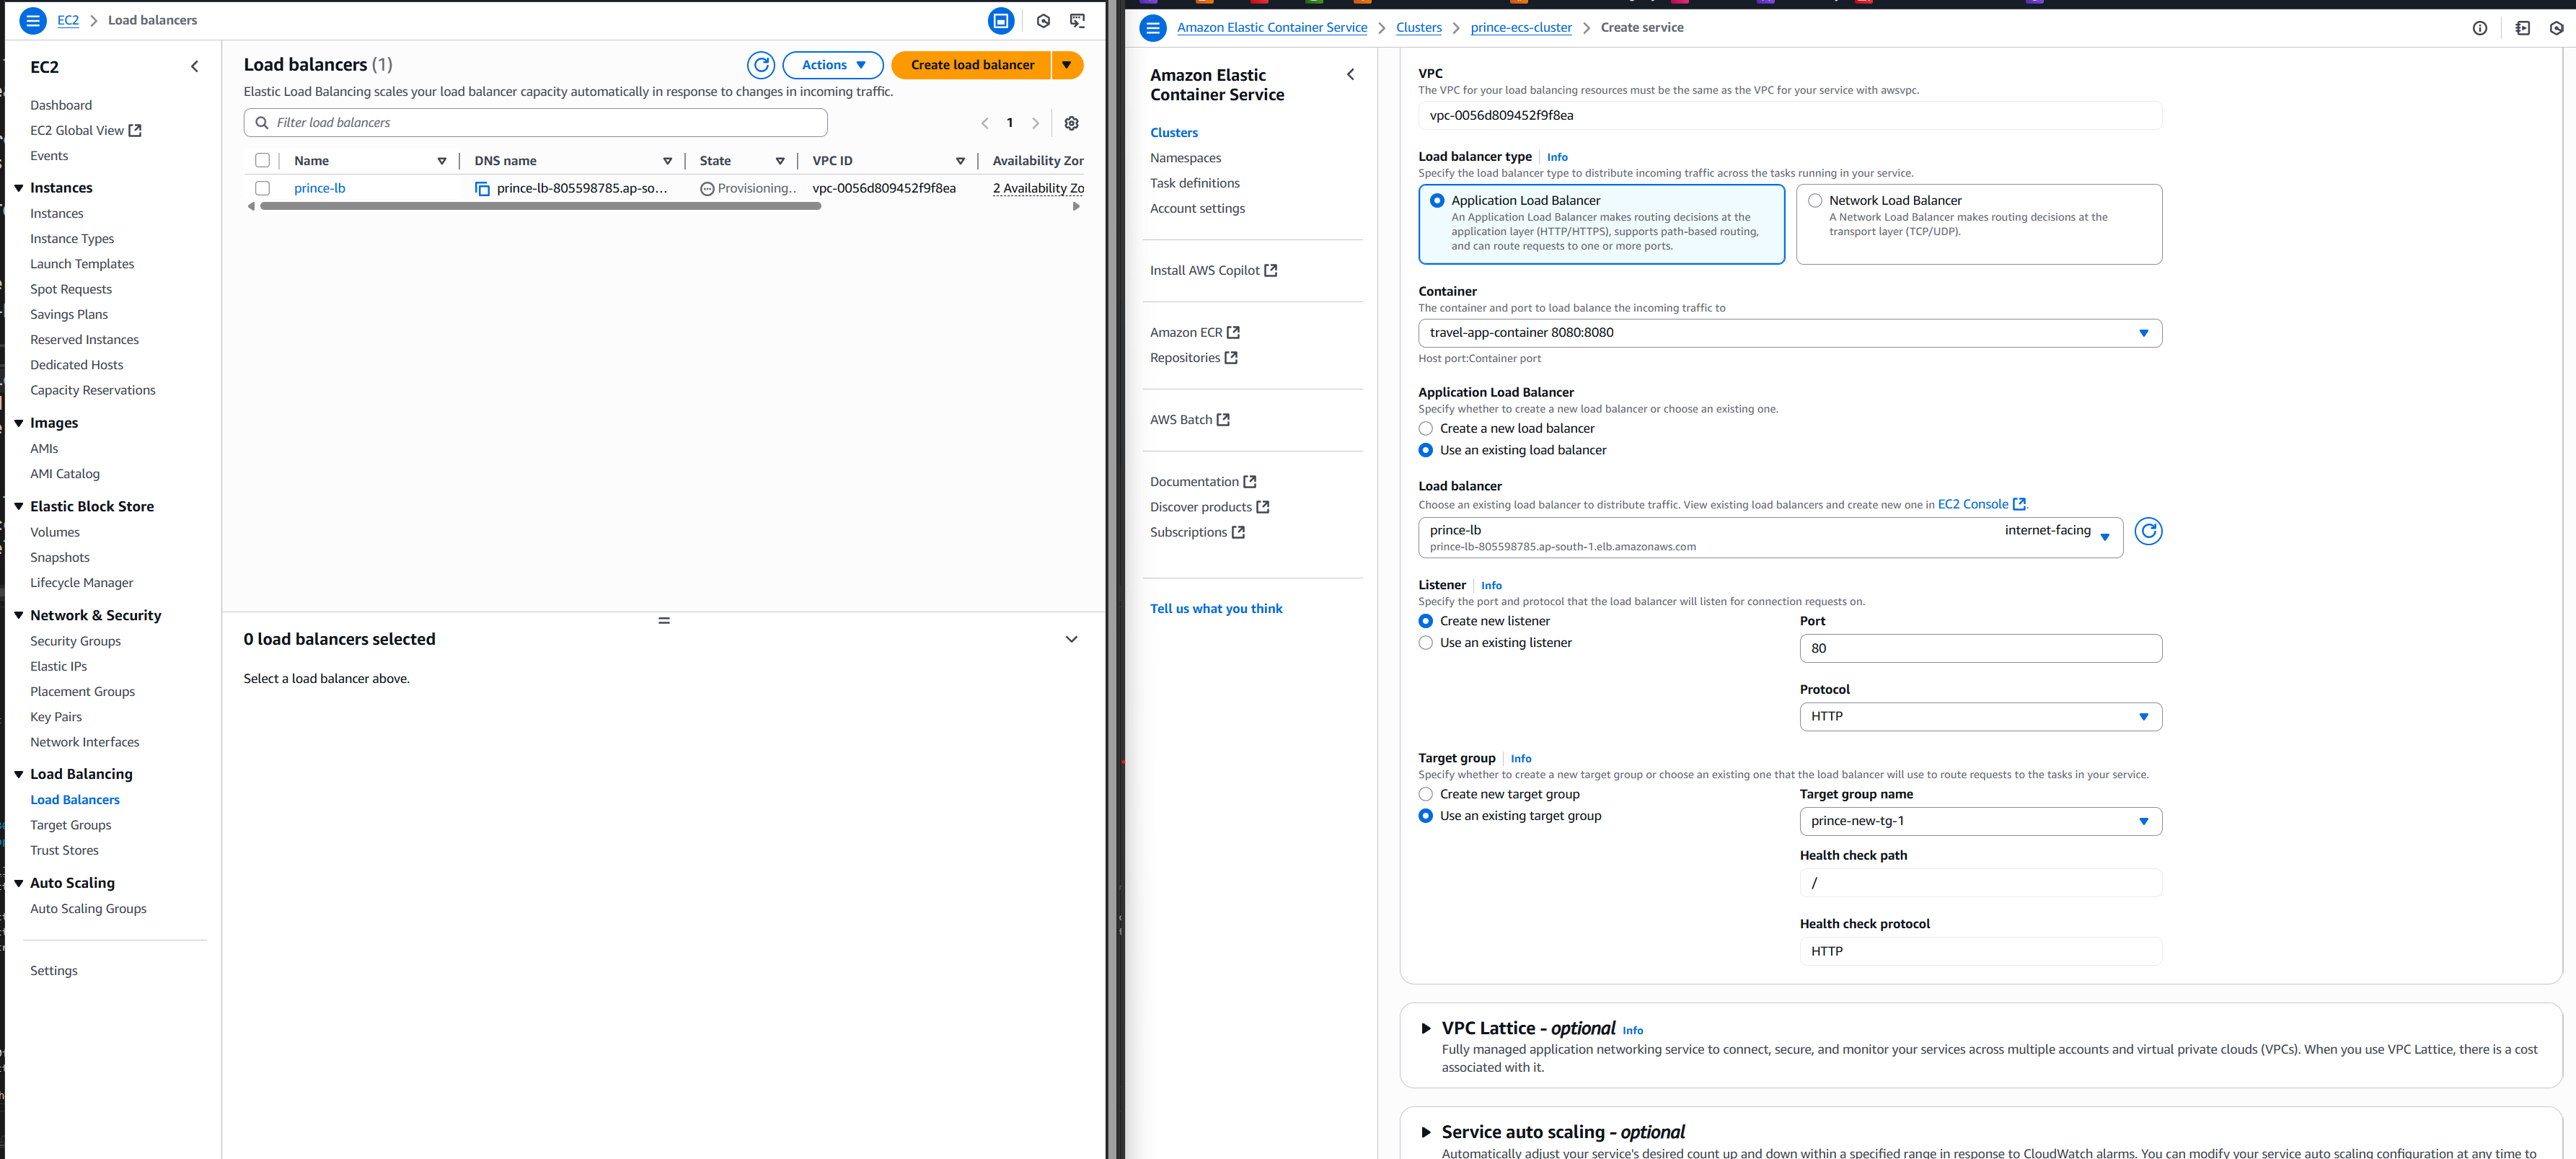 EC2 > Load balancers
EC2
Dashboard
EC2 Global View
Events
Instances
Instances
Instance Types
Launch Templates
Spot Requests
Savings Plans
Reserved Instances
Dedicated Hosts
Capacity Reservations
Images
AMIs
AMI Catalog
Elastic Block Store
Volumes
Snapshots
Lifecycle Manager
Network & Security
Security Groups
Elastic IPs
Placement Groups
Key Pairs
Network Interfaces
Load Balancing
Load Balancers
Target Groups
Trust Stores
Auto Scaling
Auto Scaling Groups
Settings
Load balancers (1)
Actions
Create load balancer
Elastic Load Balancing scales your load balancer capacity automatically in response to changes in incoming traffic.
Filter load balancers
1
Name DNS name State VPC ID Availability Zor
prince-lb prince-lb-805598785.ap-so... Provisioning.. vpc-0056d809452f9f8ea 2 Availability Zo
0 load balancers selected
Select a load balancer above.
Amazon Elastic Container Service > Clusters > prince-ecs-cluster > Create service
Amazon Elastic
Container Service
Clusters
Namespaces
Task definitions
Account settings
Install AWS Copilot
Amazon ECR
Repositories
AWS Batch
Documentation
Discover products
Subscriptions
Tell us what you think
VPC
The VPC for your load balancing resources must be the same as the VPC for your service with awsvpc.
vpc-0056d809452f9f8ea
Load balancer type Info
Specify the load balancer type to distribute incoming traffic across the tasks running in your service.
Application Load Balancer
An Application Load Balancer makes routing decisions at the
application layer (HTTP/HTTPS), supports path-based routing,
and can route requests to one or more ports.
Network Load Balancer
A Network Load Balancer makes routing decisions at the
transport layer (TCP/UDP).
Container
The container and port to load balance the incoming traffic to
travel-app-container 8080:8080
Host port:Container port
Application Load Balancer
Specify whether to create a new load balancer or choose an existing one.
Create a new load balancer
Use an existing load balancer
Load balancer
Choose an existing load balancer to distribute traffic. View existing load balancers and create new one in EC2 Console.
prince-lb internet-facing
prince-lb-805598785.ap-south-1.elb.amazonaws.com
Listener Info
Specify the port and protocol that the load balancer will listen for connection requests on.
Create new listener
Use an existing listener
Port
80
Protocol
HTTP
Target group Info
Specify whether to create a new target group or choose an existing one that the load balancer will use to route requests to the tasks in your service.
Create new target group
Use an existing target group
Target group name
prince-new-tg-1
Health check path
/
Health check protocol
HTTP
VPC Lattice - optional Info
Fully managed application networking service to connect, secure, and monitor your services across multiple accounts and virtual private clouds (VPCs). When you use VPC Lattice, there is a cost
associated with it.
Service auto scaling - optional
Automatically adjust your service's desired count up and down within a specified range in response to CloudWatch alarms. You can modify your service auto scaling configuration at any time to